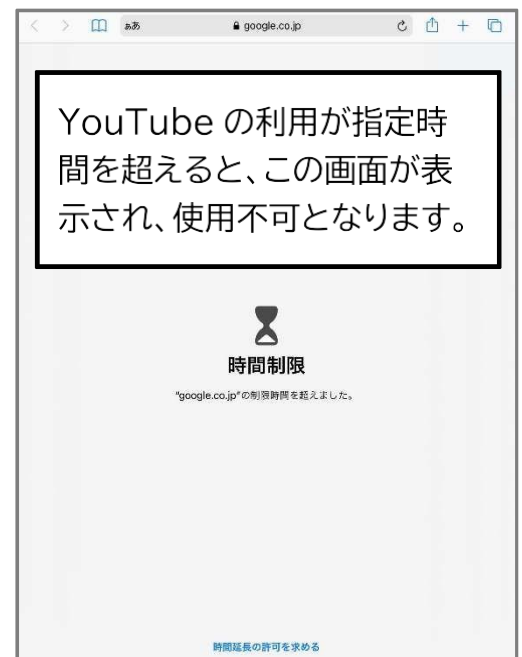 ぁあ google.co.jp
YouTube の利用が指定時
間を超えると、この画面が表
示され、使用不可となります。
時間制限
"google.co.jp"の制限時間を超えました。
時間延長の許可を求める